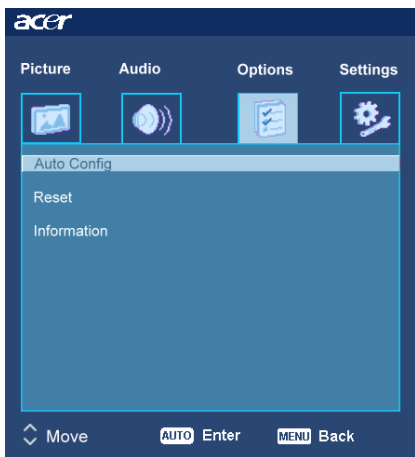 acer
Picture Audio Options Settings
Auto Config
Reset
Information
Move AUTO Enter MENU Back